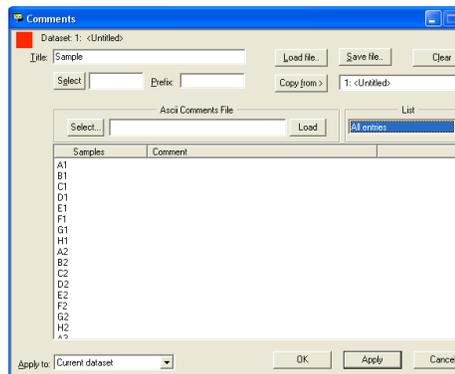 Comments
Dataset: 1: <Untitled>
Title: Sample Load file.. Save file.. Clear
Select Prefix: Copy from > 1: <Untitled>
Ascii Comments File List
Select... Load All entries
Samples Comment
A1
B1
C1
D1
E1
F1
G1
H1
A2
B2
C2
D2
E2
F2
G2
H2
A3
Apply to: Current dataset OK Apply Cancel